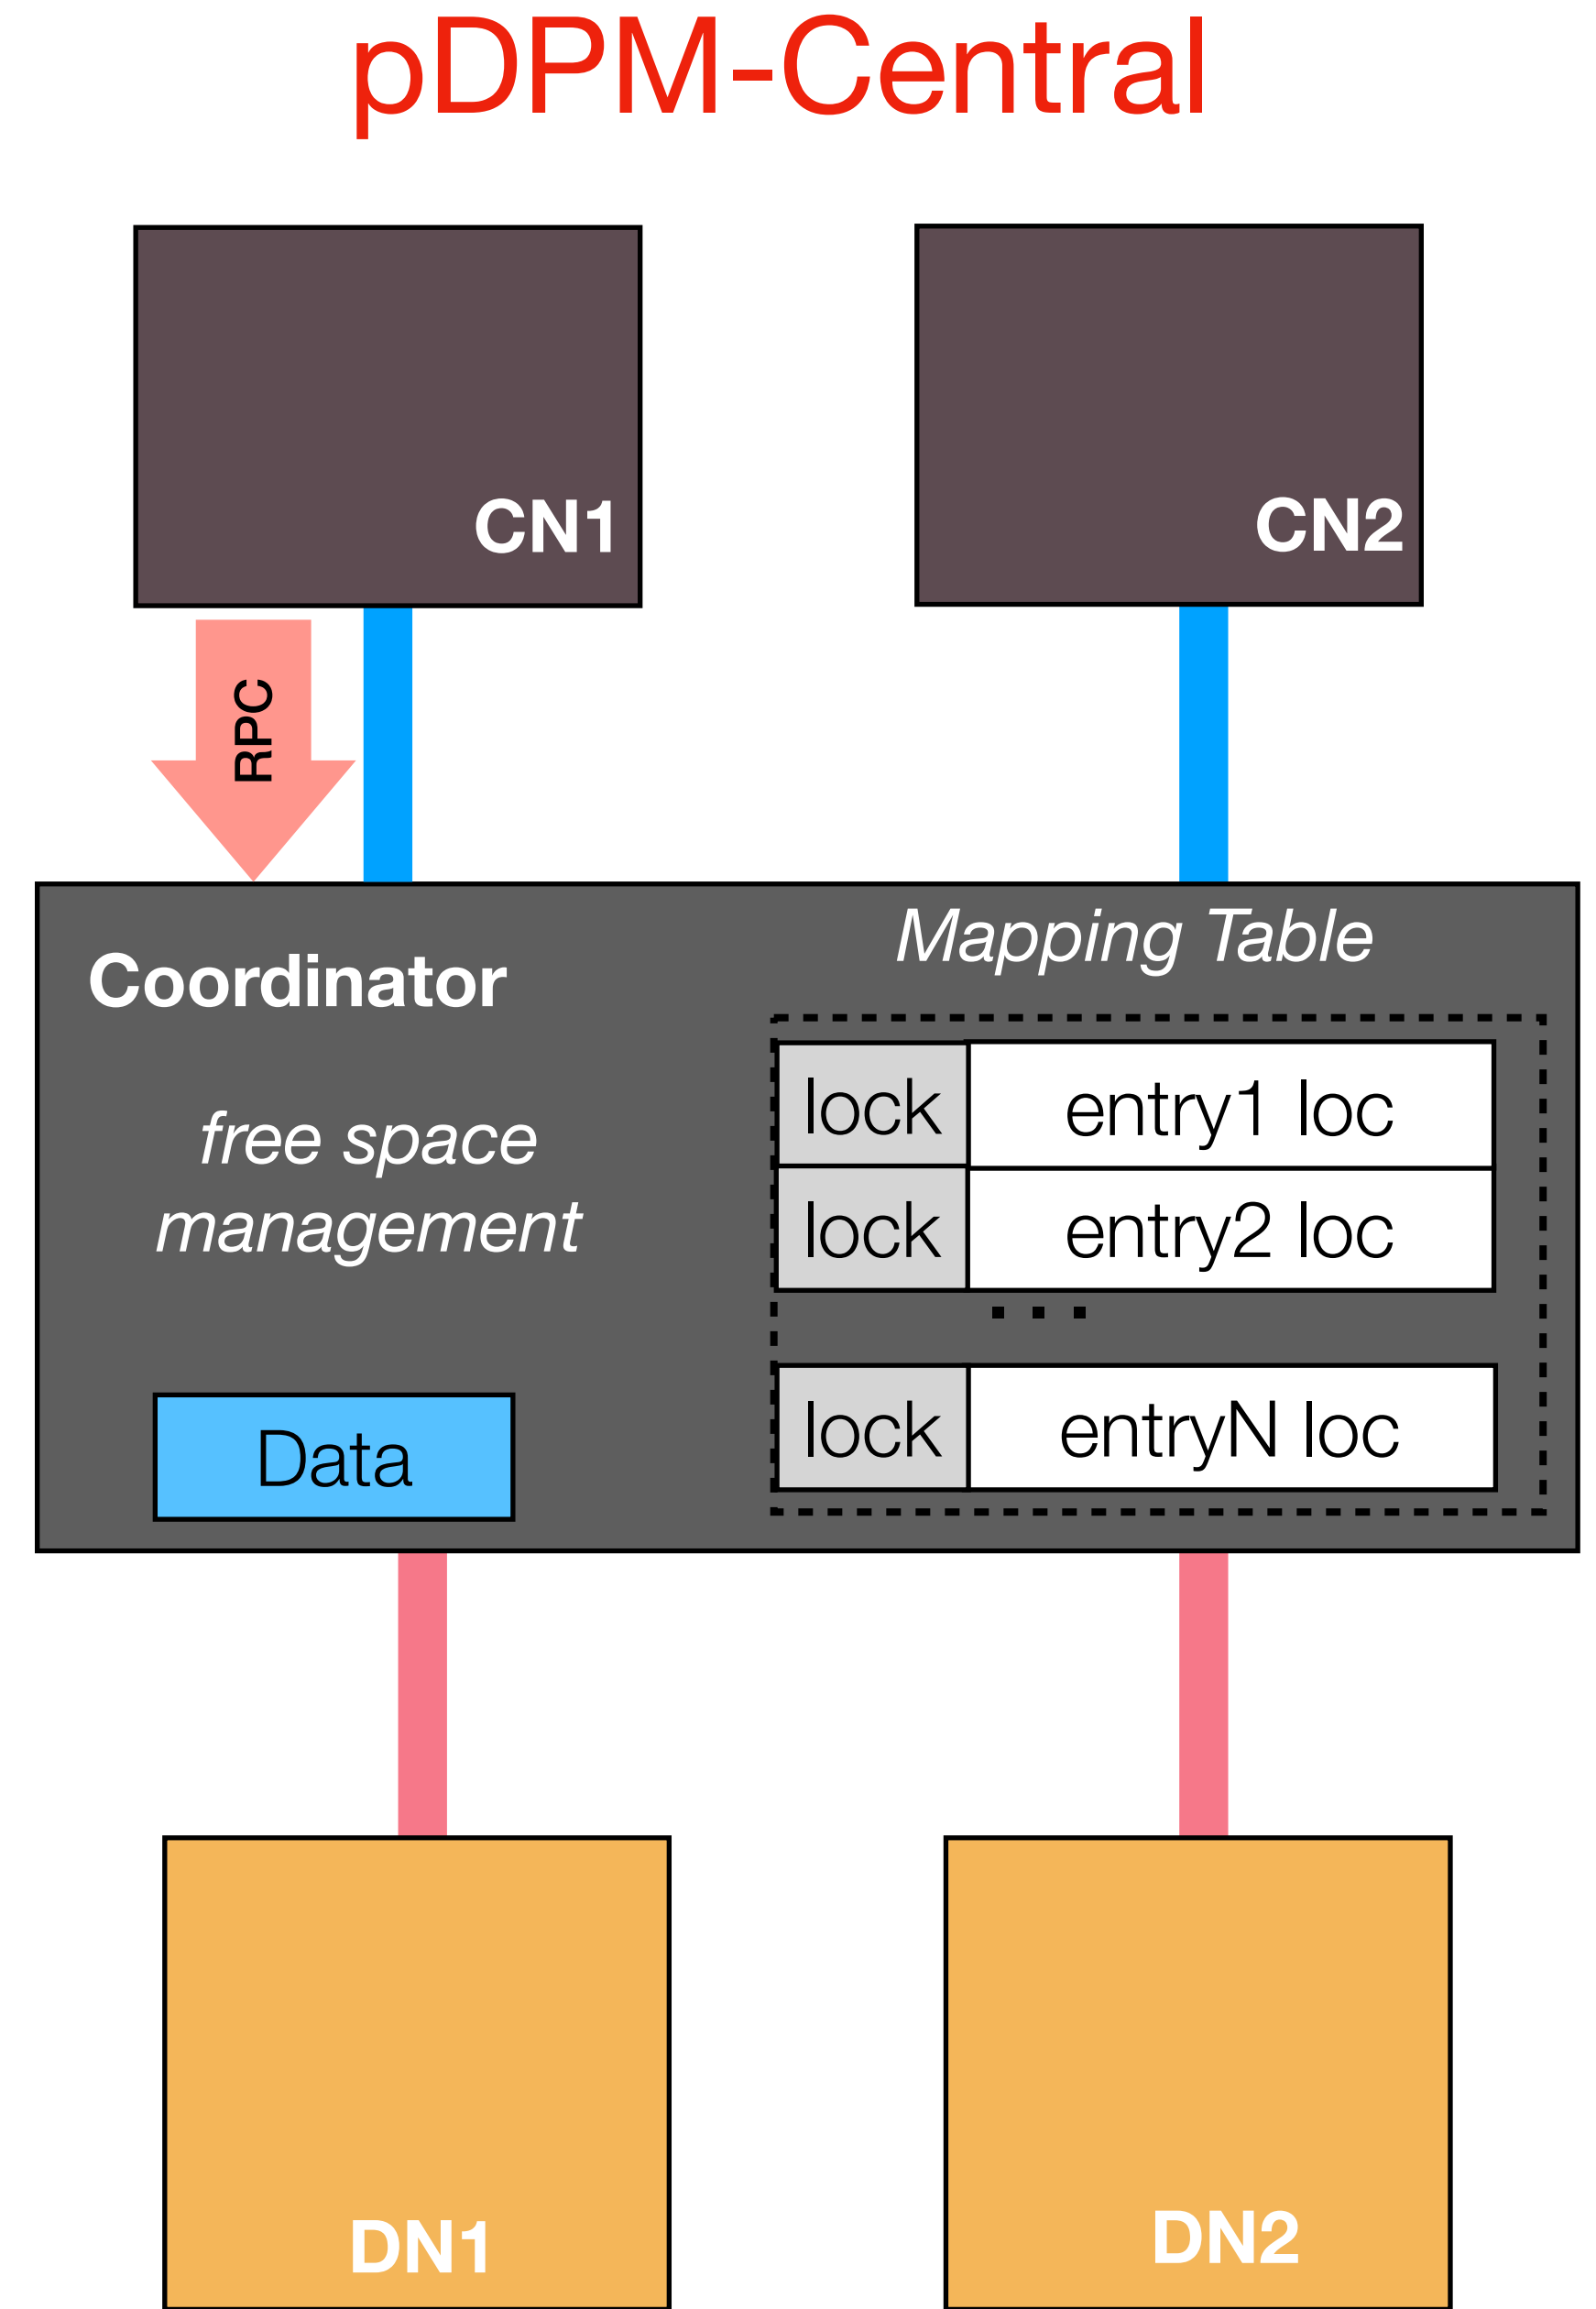 pDPM-Central
CN1
CN2
RPC
Coordinator
Mapping Table
free space
management
lock entry1 loc
lock entry2 loc
...
lock entryN loc
Data
DN1
DN2